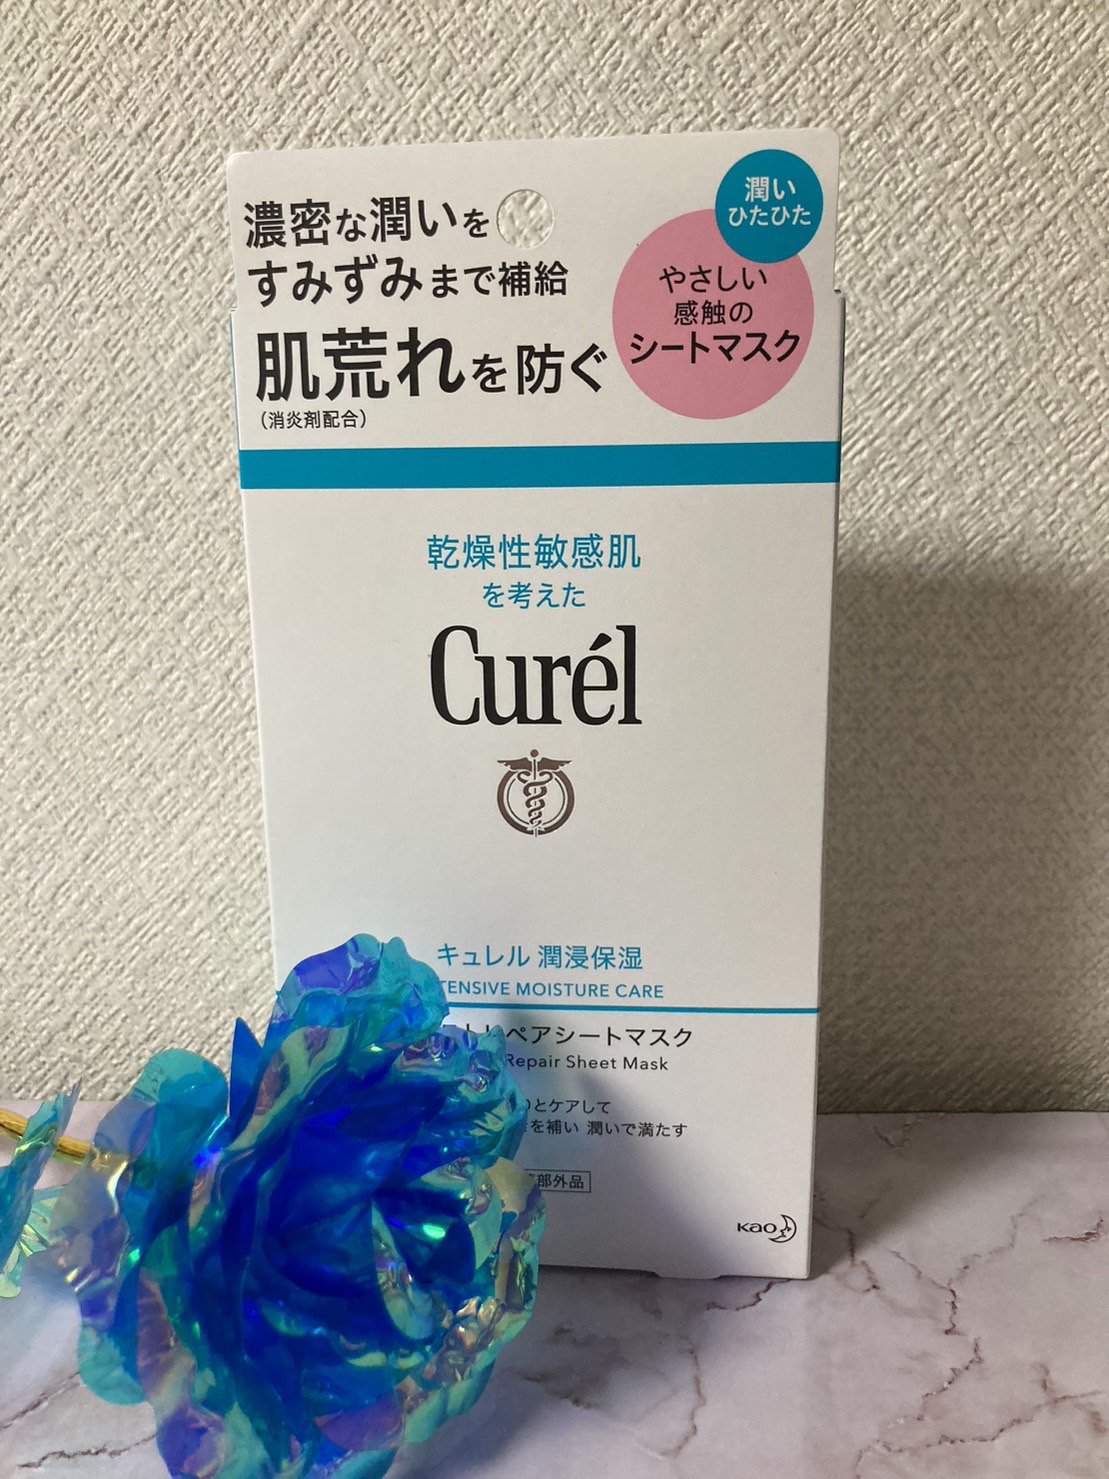 濃密な潤いを
すみずみまで補給
肌荒れを防ぐ
（消炎剤配合）
潤い
ひたひた
やさしい
感触の
シートマスク
乾燥性敏感肌
を考えた
Curél
キュレル 潤浸保湿
TENSIVE MOISTURE CARE
ペアシートマスク
Repair Sheet Mask
とケアして
を補い 潤いで満たす
部外品
Kao